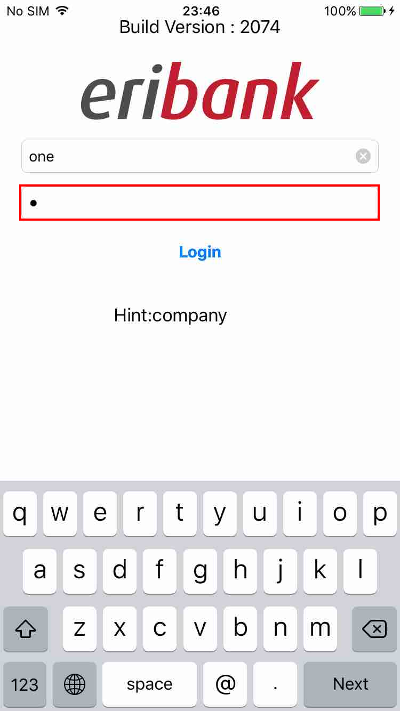 No SIM 23:46 100%
Build Version : 2074
eribank
one
•
Login
Hint:company
q w e r t y u i o p
a s d f g h j k l
z x c v b n m
123 space @ . Next